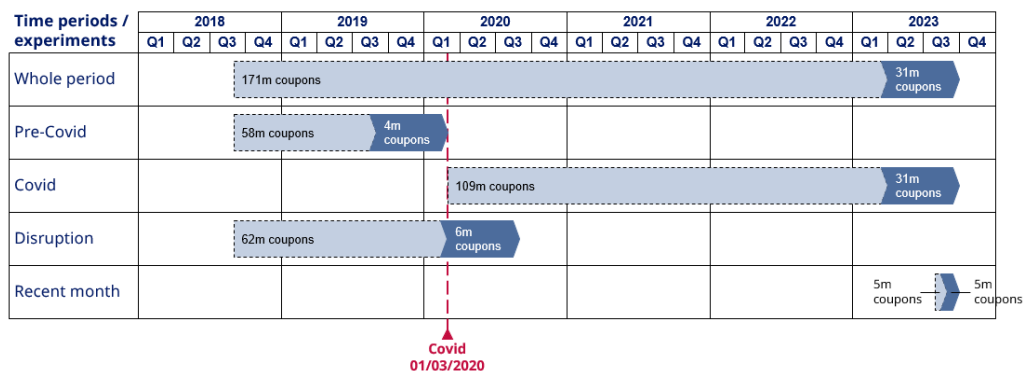 Time periods /
experiments
2018 2019 2020 2021 2022 2023
Q1 Q2 Q3 Q4 Q1 Q2 Q3 Q4 Q1 Q2 Q3 Q4 Q1 Q2 Q3 Q4 Q1 Q2 Q3 Q4 Q1 Q2 Q3 Q4
Whole period
171m coupons
31m
coupons
Pre-Covid
58m coupons
4m
coupons
Covid
109m coupons
31m
coupons
Disruption
62m coupons
6m
coupons
Recent month
5m
coupons
5m
coupons
Covid
01/03/2020